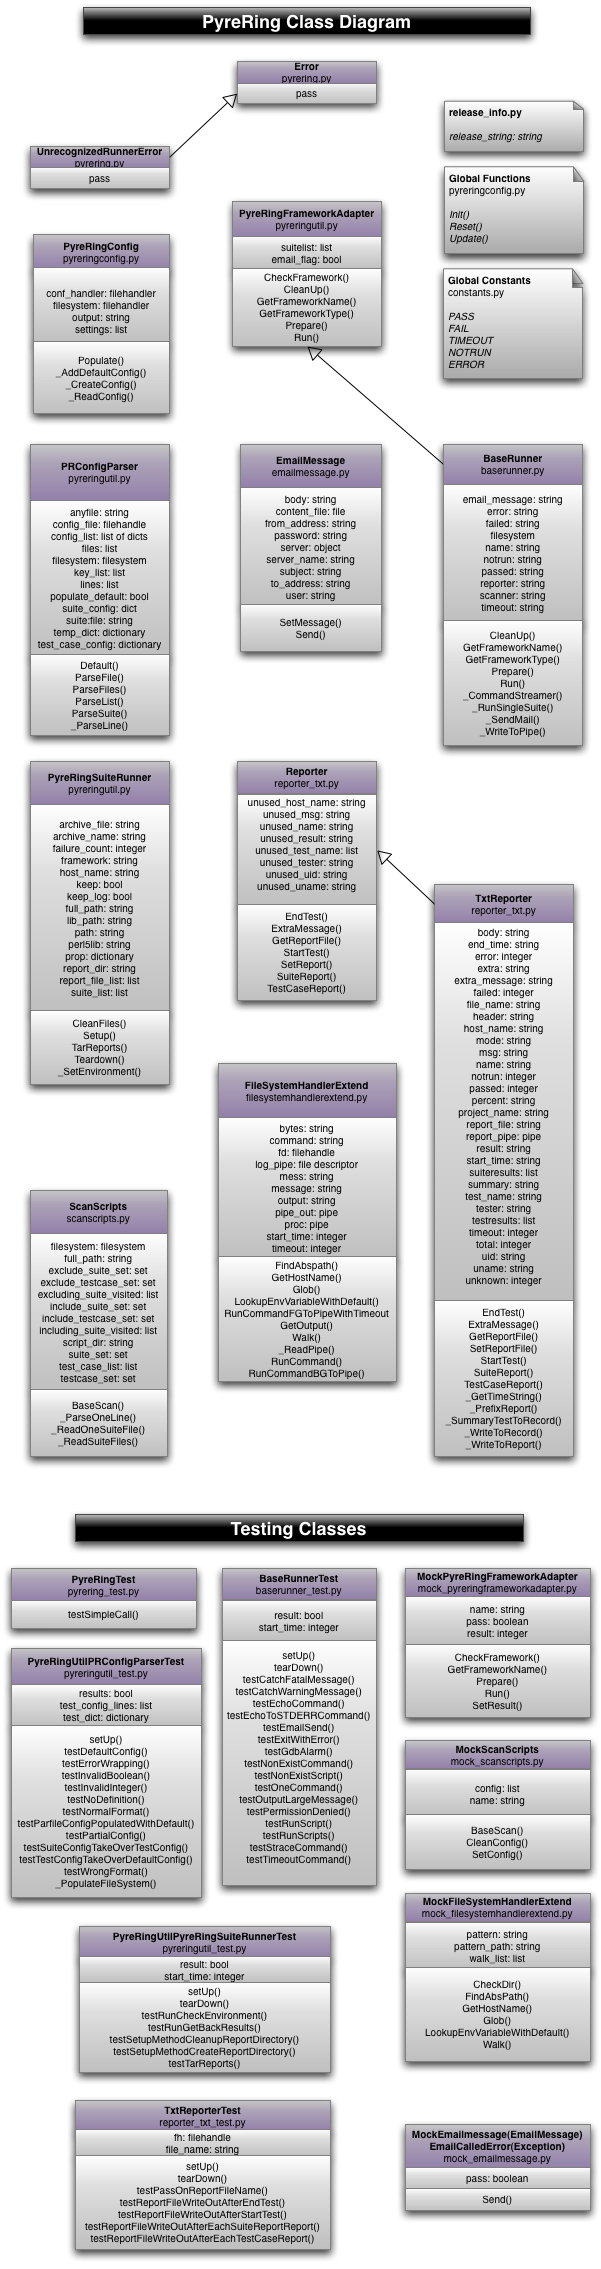 PyreRing Class Diagram
Error
pyrering.py
pass
UnrecognizedRunnerError
pyrering.py
pass
release_info.py
release_string: string
Global Functions
pyreringconfig.py
Init()
Reset()
Update()
Global Constants
constants.py
PASS
FAIL
TIMEOUT
NOTRUN
ERROR
PyreRingFrameworkAdapter
pyreringutil.py
suitelist: list
email_flag: bool
CheckFramework()
CleanUp()
GetFrameworkName()
GetFrameworkType()
Prepare()
Run()
PyreRingConfig
pyreringconfig.py
conf_handler: filehandler
filesystem: filehandler
output: string
settings: list
Populate()
_AddDefaultConfig()
_CreateConfig()
_ReadConfig()
PRConfigParser
pyreringutil.py
anyfile: string
config_file: filehandle
config_list: list of dicts
files: list
filesystem: filesystem
key_list: list
lines: list
populate_default: bool
suite_config: dict
suite:file: string
temp_dict: dictionary
test_case_config: dictionary
Default()
ParseFile()
ParseFiles()
ParseList()
ParseSuite()
_ParseLine()
EmailMessage
emailmessage.py
body: string
content_file: file
from_address: string
password: string
server: object
server_name: string
subject: string
to_address: string
user: string
SetMessage()
Send()
BaseRunner
baserunner.py
email_message: string
error: string
failed: string
filesystem
name: string
notrun: string
passed: string
reporter: string
scanner: string
timeout: string
CleanUp()
GetFrameworkName()
GetFrameworkType()
Prepare()
Run()
_CommandStreamer()
_RunSingleSuite()
_SendMail()
_WriteToPipe()
PyreRingSuiteRunner
pyreringutil.py
archive_file: string
archive_name: string
failure_count: integer
framework: string
host_name: string
keep: bool
keep_log: bool
full_path: string
lib_path: string
path: string
perl5lib: string
prop: dictionary
report_dir: string
report_file_list: list
suite_list: list
CleanFiles()
Setup()
TarReports()
Teardown()
_SetEnvironment()
Reporter
reporter_txt.py
unused_host_name: string
unused_msg: string
unused_name: string
unused_result: string
unused_test_name: list
unused_tester: string
unused_uid: string
unused_uname: string
EndTest()
ExtraMessage()
GetReportFile()
StartTest()
SetReport()
SuiteReport()
TestCaseReport()
TxtReporter
reporter_txt.py
body: string
end_time: string
error: integer
extra: string
extra_message: string
failed: integer
file_name: string
header: string
host_name: string
mode: string
msg: string
name: string
notrun: integer
passed: integer
percent: string
project_name: string
report_file: string
report_pipe: pipe
result: string
start_time: string
suiteresults: list
summary: string
test_name: string
tester: string
testresults: list
timeout: integer
total: integer
uid: string
uname: string
unknown: integer
EndTest()
ExtraMessage()
GetReportFile()
SetReportFile()
StartTest()
SuiteReport()
TestCaseReport()
_GetTimeString()
_PrefixReport()
_SummaryTestToRecord()
_WriteToRecord()
_WriteToReport()
FileSystemHandlerExtend
filesystemhandlerextend.py
bytes: string
command: string
fd: filehandle
log_pipe: file descriptor
mess: string
message: string
output: string
pipe_out: pipe
proc: pipe
start_time: integer
timeout: integer
FindAbspath()
GetHostName()
Glob()
LookupEnvVariableWithDefault()
RunCommandFGToPipeWithTimeout
GetOutput()
Walk()
_ReadPipe()
RunCommand()
RunCommandBGToPipe()
ScanScripts
scanscripts.py
filesystem: filesystem
full_path: string
exclude_suite_set: set
exclude_testcase_set: set
excluding_suite_visited: list
include_suite_set: set
include_testcase_set: set
including_suite_visited: list
script_dir: string
suite_set: set
test_case_list: list
testcase_set: set
BaseScan()
_ParseOneLine()
_ReadOneSuiteFile()
_ReadSuiteFiles()
Testing Classes
PyreRingTest
pyrering_test.py
testSimpleCall()
PyreRingUtilPRConfigParserTest
pyreringutil_test.py
results: bool
test_config_lines: list
test_dict: dictionary
setUp()
testDefaultConfig()
testErrorWrapping()
testInvalidBoolean()
testInvalidInteger()
testNoDefinition()
testNormalFormat()
testParfileConfigPopulatedWithDefault()
testPartialConfig()
testSuiteConfigTakeOverTestConfig()
testTestConfigTakeOverDefaultConfig()
testWrongFormat()
_PopulateFileSystem()
BaseRunnerTest
baserunner_test.py
result: bool
start_time: integer
setUp()
tearDown()
testCatchFatalMessage()
testCatchWarningMessage()
testEchoCommand()
testEchoToSTDERRCommand()
testEmailSend()
testExitWithError()
testGdbAlarm()
testNonExistCommand()
testNonExistScript()
testOneCommand()
testOutputLargeMessage()
testPermissionDenied()
testRunScript()
testRunScripts()
testStraceCommand()
testTimeoutCommand()
MockPyreRingFrameworkAdapter
mock_pyreringframeworkadapter.py
name: string
pass: boolean
result: integer
CheckFramework()
GetFrameworkName()
Prepare()
Run()
SetResult()
MockScanScripts
mock_scanscripts.py
config: list
name: string
BaseScan()
CleanConfig()
SetConfig()
MockFileSystemHandlerExtend
mock_filesystemhandlerextend.py
pattern: string
pattern_path: string
walk_list: list
CheckDir()
FindAbsPath()
GetHostName()
Glob()
LookupEnvVariableWithDefault()
Walk()
PyreRingUtilPyreRingSuiteRunnerTest
pyreringutil_test.py
result: bool
start_time: integer
setUp()
tearDown()
testRunCheckEnvironment()
testRunGetBackResults()
testSetupMethodCleanupReportDirectory()
testSetupMethodCreateReportDirectory()
testTarReports()
TxtReporterTest
reporter_txt_test.py
fh: filehandle
file_name: string
setUp()
tearDown()
testPassOnReportFileName()
testReportFileWriteOutAfterEndTest()
testReportFileWriteOutAfterStartTest()
testReportFileWriteOutAfterEachSuiteReportReport()
testReportFileWriteOutAfterEachTestCaseReport()
MockEmailmessage(EmailMessage)
EmailCalledError(Exception)
mock_emailmessage.py
pass: boolean
Send()